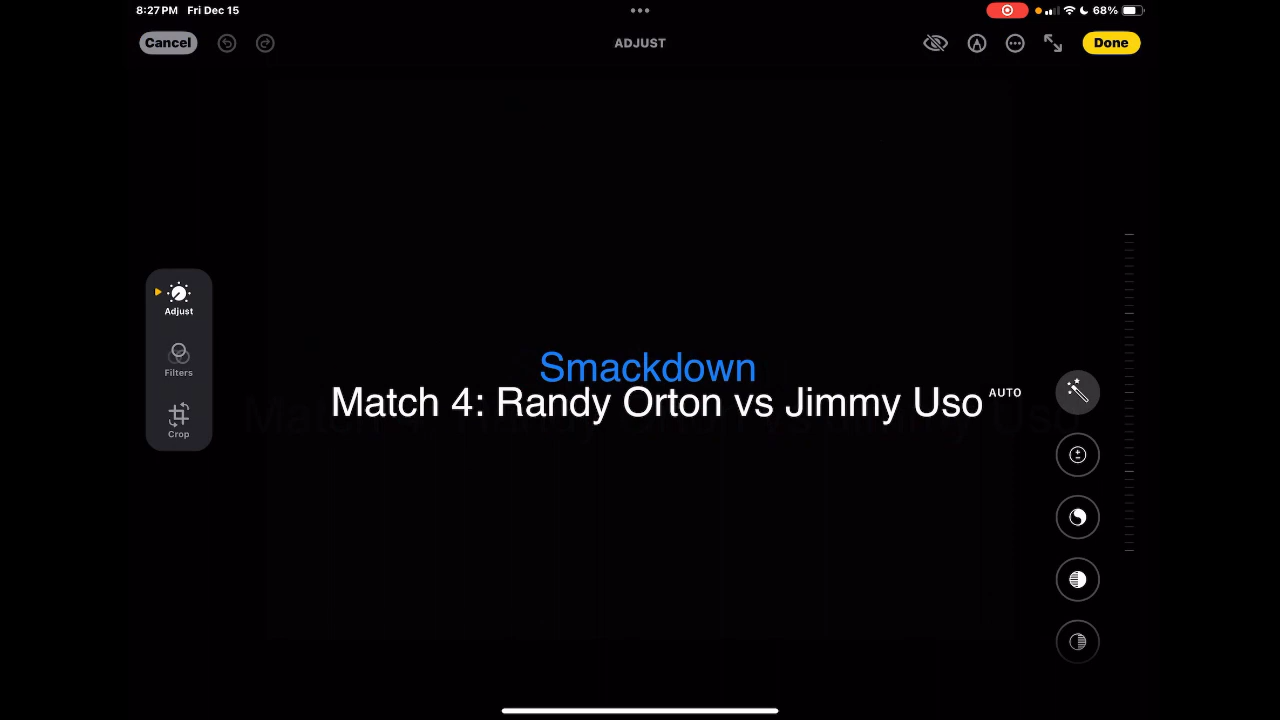 8:27 PM Fri Dec 15
68%
Cancel
ADJUST
Done
Adjust
Filters
Crop
Smackdown
Match 4: Randy Orton vs Jimmy Uso
AUTO